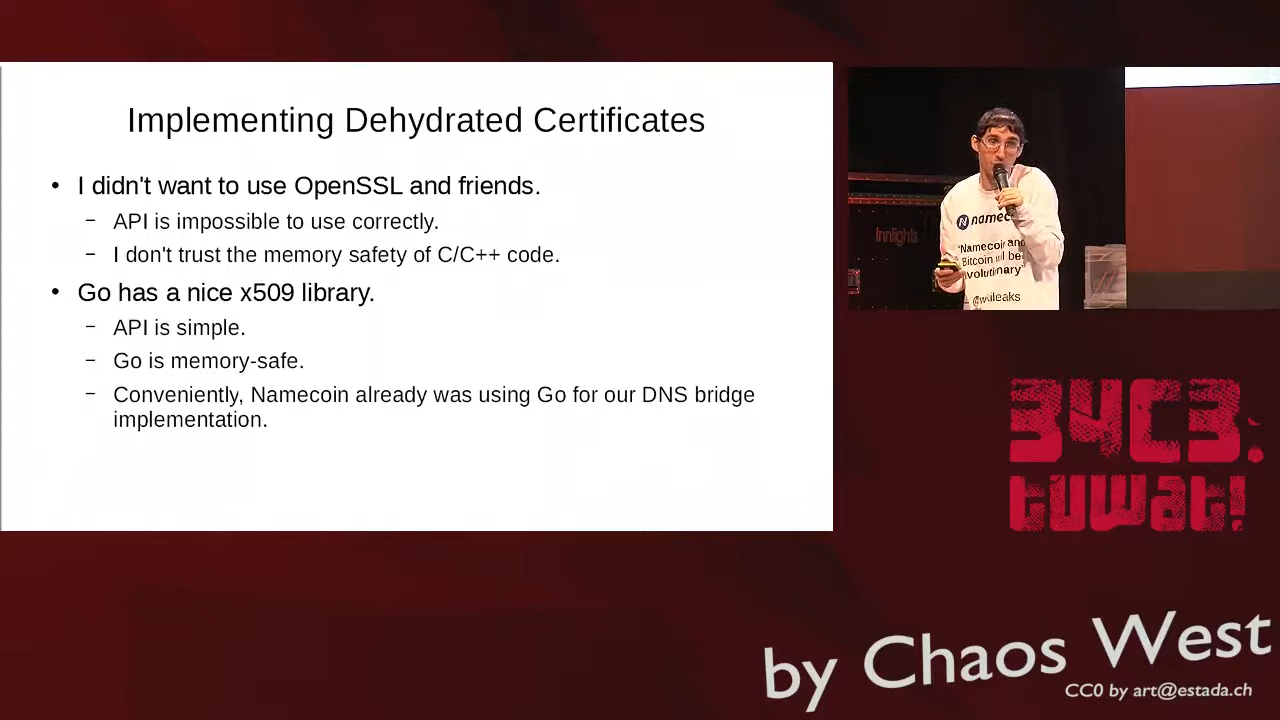 Implementing Dehydrated Certificates
• I didn't want to use OpenSSL and friends.
– API is impossible to use correctly.
– I don't trust the memory safety of C/C++ code.
• Go has a nice x509 library.
– API is simple.
– Go is memory-safe.
– Conveniently, Namecoin already was using Go for our DNS bridge
implementation.
Innlights
namec
"Namecoin and
Bitcoin will be
volutionary"
@wikileaks
34C3:
tuwat!
by Chaos West
CC0 by art@estada.ch